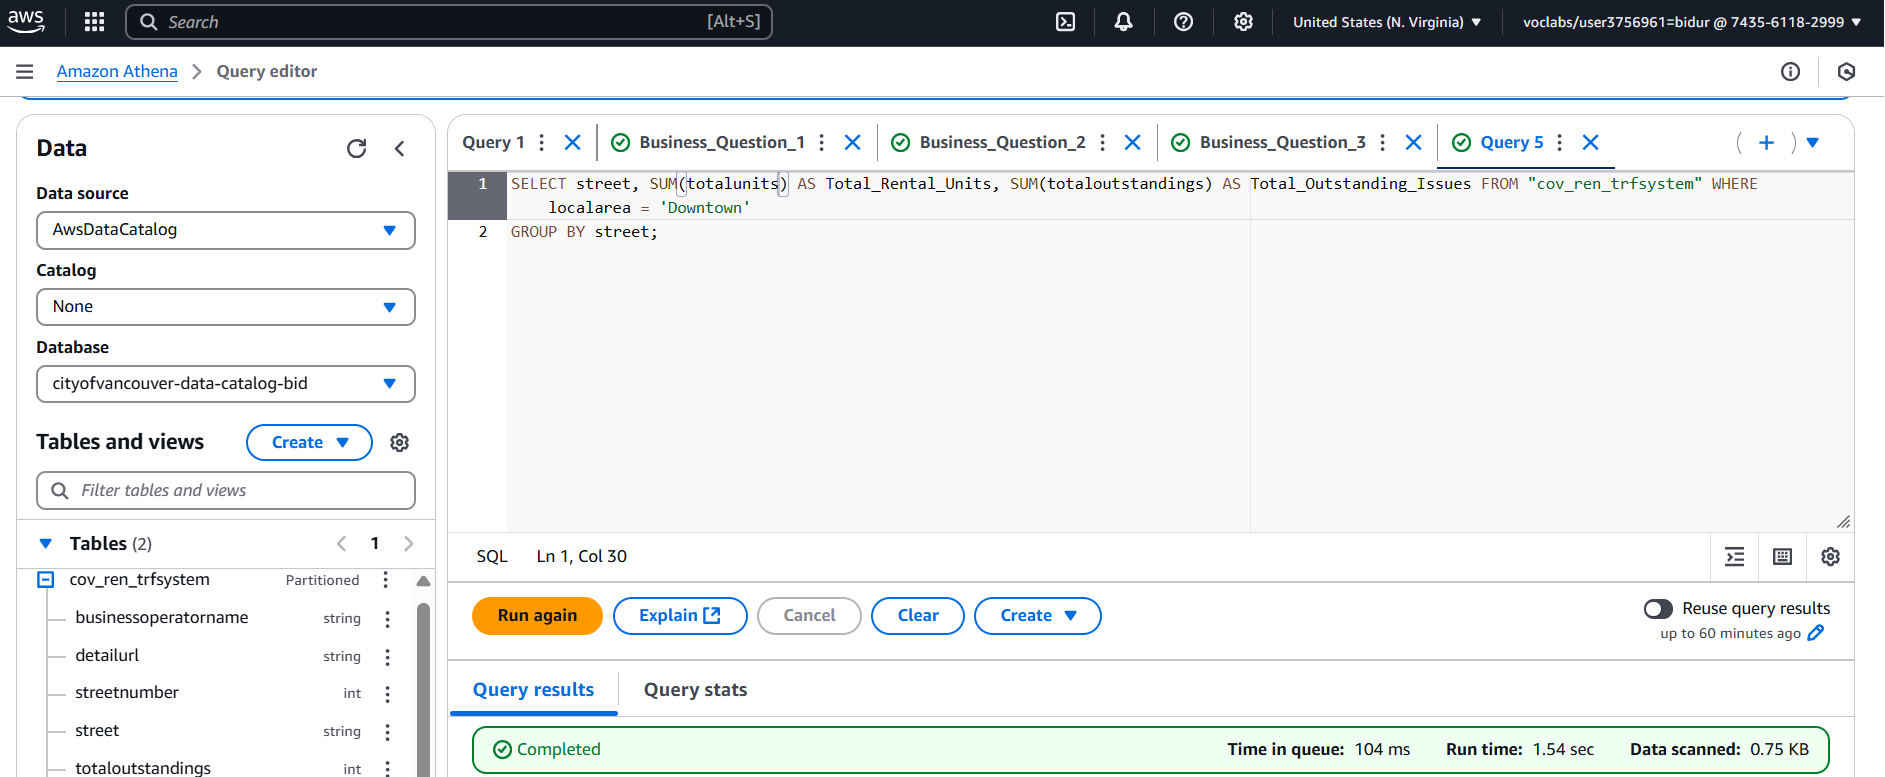 aws
Search [Alt+S]
United States (N. Virginia)
voclabs/user3756961=bidur @ 7435-6118-2999
Amazon Athena
Query editor
Data
Data source
AwsDataCatalog
Catalog
None
Database
cityofvancouver-data-catalog-bid
Tables and views
Create
Filter tables and views
Tables (2)
1
cov_ren_trfsystem Partitioned
businessoperatorname string
detailurl string
streetnumber int
street string
totaloutstandings int
Query 1
Business_Question_1
Business_Question_2
Business_Question_3
Query 5
( + )
1 SELECT street, SUM(totalunits) AS Total_Rental_Units, SUM(totaloutstandings) AS Total_Outstanding_Issues FROM "cov_ren_trfsystem" WHERE
localarea = 'Downtown'
2 GROUP BY street;
SQL
Ln 1, Col 30
Run again
Explain
Cancel
Clear
Create
Reuse query results
up to 60 minutes ago
Query results
Query stats
Completed
Time in queue: 104 ms
Run time: 1.54 sec
Data scanned: 0.75 KB